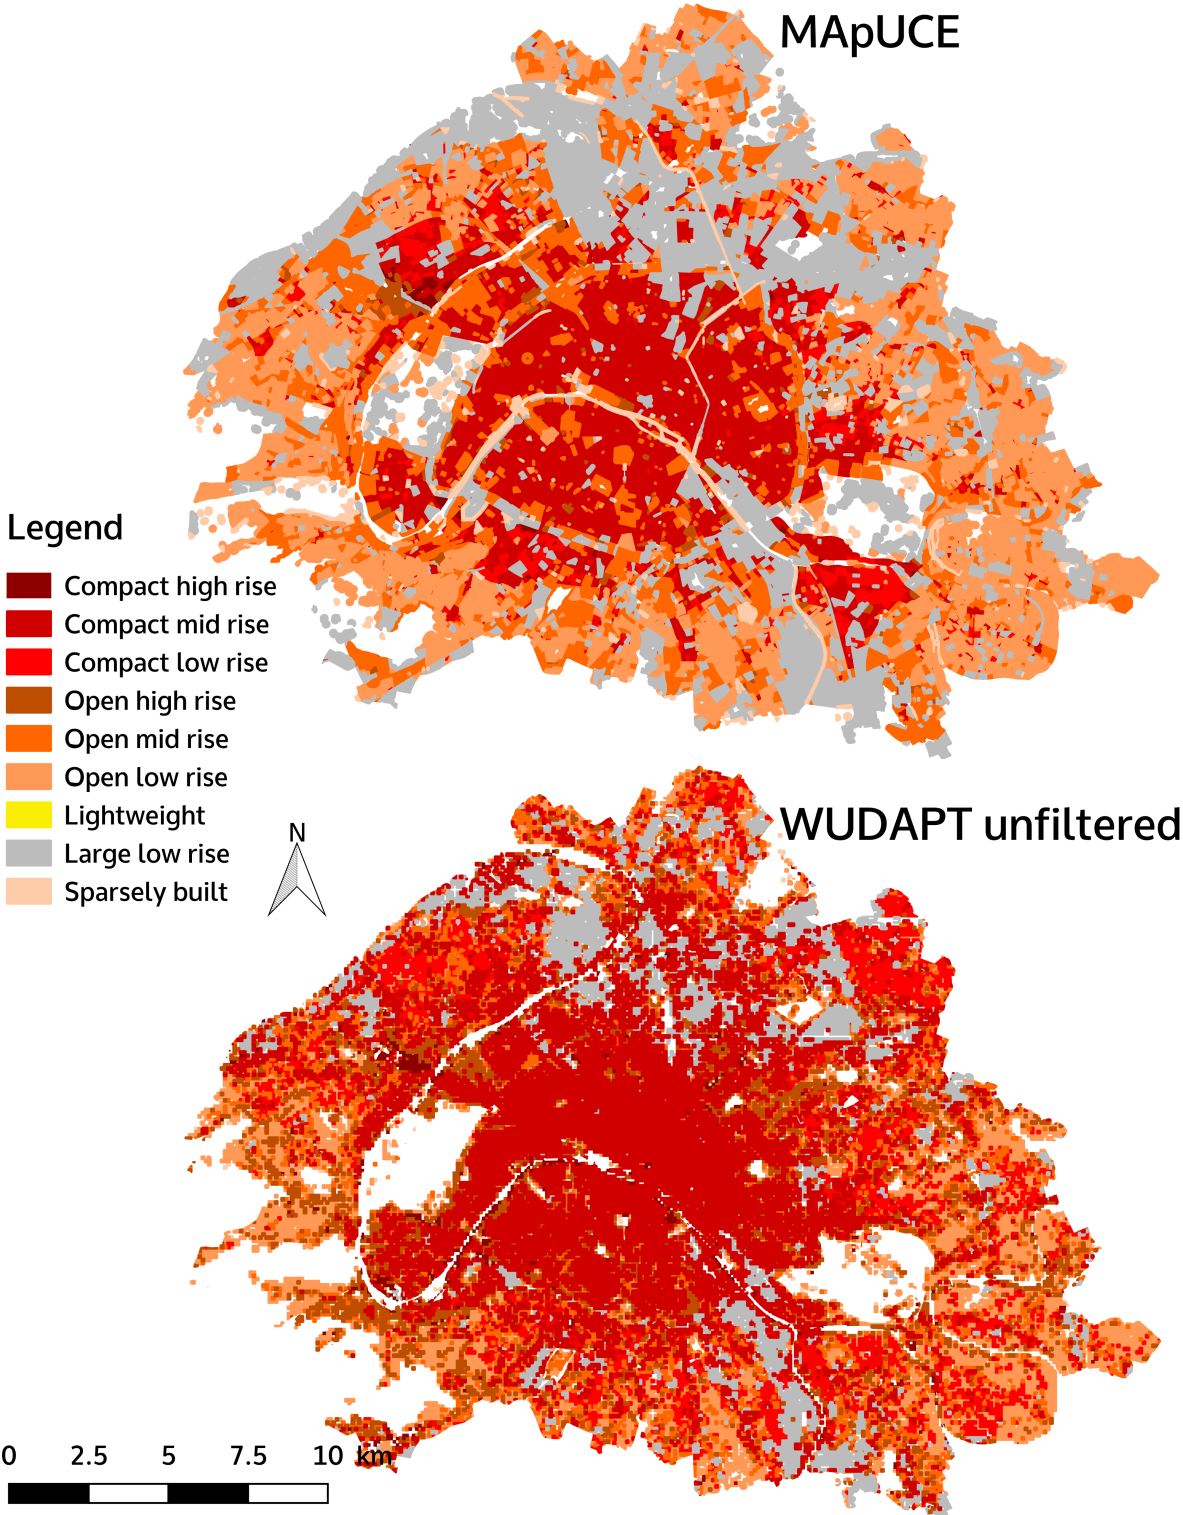 MApUCE
Legend
Compact high rise
Compact mid rise
Compact low rise
Open high rise
Open mid rise
Open low rise
Lightweight
Large low rise
Sparsely built
N
WUDAPT unfiltered
0 2.5 5 7.5 10 km